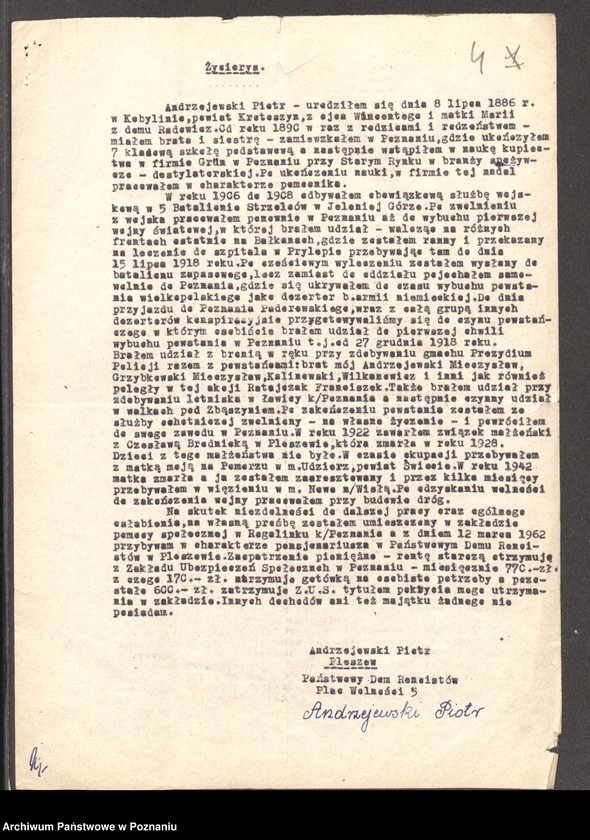 4
Życiorys.
Andrzejewski Piotr - urodziłem się dnia 8 lipca 1886 r.
w Kobylinie,powiat Krotoszyn,z ojca Wincentego i matki Marii
z domu Radowicz.Od roku 1890 w raz z rodzicami i rodzeństwem -
miałem brata i siostrę - zamiewzkałem w Poznaniu,gdzie ukończyłem
7 klasową szkołę podstawową a następnie wstąpiłem w naukę kupiec-
twa w firmie Grün w Poznaniu przy Starym Rynku w branży spożyw-
czo - destylatorskiej.Po ukończeniu nauki,w firmie tej nadal
pracowałem w charakterze pomocnika.
W roku 1906 do 1908 odbywałem obowiązkową służbę wojs-
kową w 5 Batalionie Strzelców w Jeleniej Górze.Po zwolnieniu
z wojska pracowałem ponownie w Poznaniu aż do wybuchu pierwszej
wojny światowej,w której brałem udział - walcząc na różnych
frontach ostatnio na Bałkanach,gdzie zostałem ranny i przekazany
na leczenie do szpitala w Prylepie przebywając tam do dnia
15 lipca 1918 roku.Po częściowym wyleczeniu zostałem wysłany do
batalionu zapasowego,lecz zamiast do oddziału pojechałem samo-
wolnie do Poznania,gdzie się ukrywałem do czasu wybuchu powsta-
nia wielkopolskiego jako dezerter b.armii niemieckiej.Do dnia
przyjazdu do Poznania Paderewskiego,wraz z całą grupą innych
dezerterów konspiracyjnie przygotowywaliśmy się do czynu powstań-
czego w którym osobiście brałem udział od pierwszej chwili
wybuchu powstania w Poznaniu t.j.od 27 grudnia 1918 roku.
Brałem udział z bronią w ręku przy zdobywaniu gmachu Prezydium
Policji razem z powstańcami:brat mój Andrzejewski Mieczysław,
Grzybkowski Mieczysław,Kalinowski,Wilkanowicz i inni jak również
poległy w tej akcji Ratajczak Franciszek.Także brałem udział przy
zdobywaniu lotniska w Ławicy k/Poznania a następnie czynny udział
w walkach pod Zbąszyniem.Po zakończeniu powstania zostałem ze
służby ochotniczej zwolniony - na własne życzenie - i powróciłem
do swego zawodu w Poznaniu.W roku 1922 zawarłem związek małżeński
z Czesławą Brodnicką w Pleszewie,która zmarła w roku 1928.
Dzieci z tego małżeństwa nie było.W czasie okupacji przebywałem
z matką moją na Pomorzu w m.Udzierz,powiat Świecie.W roku 1942
matka zmarła a ja zostałem zaaresztowany i przez kilka miesięcy
przebywałem w więzieniu w m. Nowe n/Wisłą.Po odzyskaniu wolności
do zakończenia wojny pracowałem przy budowie dróg.
Na skutek niezdolności do dalszej pracy oraz ogólnego
osłabienia,na własną prośbę zostałem umieszczony w zakładzie
pomocy społecznej w Rogalinku k/Poznania a z dniem 12 marca 1962
przybywam w charakterze pensjonariusza w Państwowym Domu Renci-
stów w Pleszewie.Zaopatrzenie pieniężne - rentę starczą otrzymuję
z Zakładu Ubezpieczeń Społecznych w Poznaniu - miesięcznie 770.-zł.
z czego 170.- zł. otrzymuję gotówką na osobiste potrzeby a pozo-
stałe 600.- zł. zatrzymuje Z.U.S. tytułem pokrycia mego utrzyma-
nia w zakładzie.Innych dochodów ani też majątku żadnego nie
posiadam.
Andrzejewski Piotr
Pleszew
Państwowy Dom Rencistów
Plac Wolności 5
Andrzejewski Piotr
Archiwum Państwowe w Poznaniu